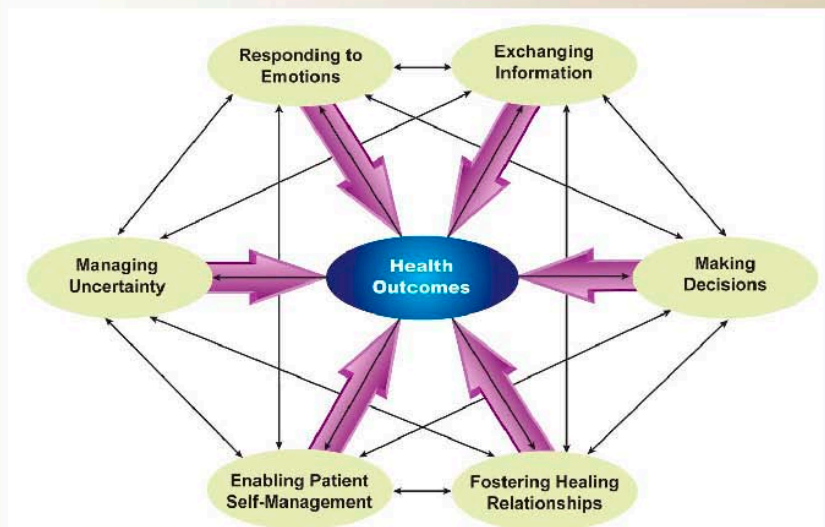 Responding to
Emotions
Exchanging
Information
Managing
Uncertainty
Health
Outcomes
Making
Decisions
Enabling Patient
Self-Management
Fostering Healing
Relationships